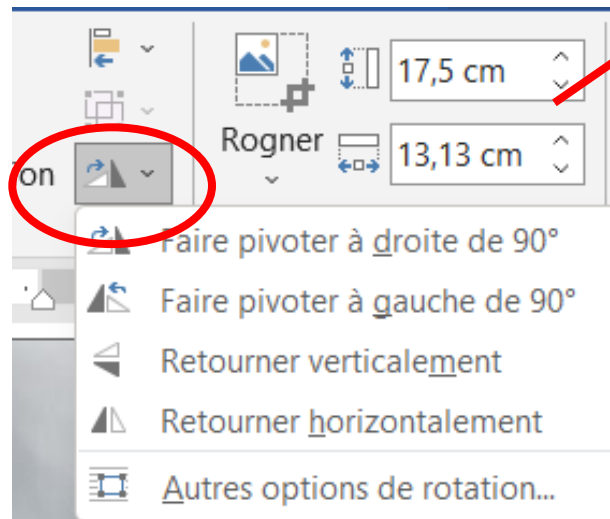 17,5 cm
Rogner
13,13 cm
on
Faire pivoter à droite de 90°
Faire pivoter à gauche de 90°
Retourner verticalement
Retourner horizontalement
Autres options de rotation...